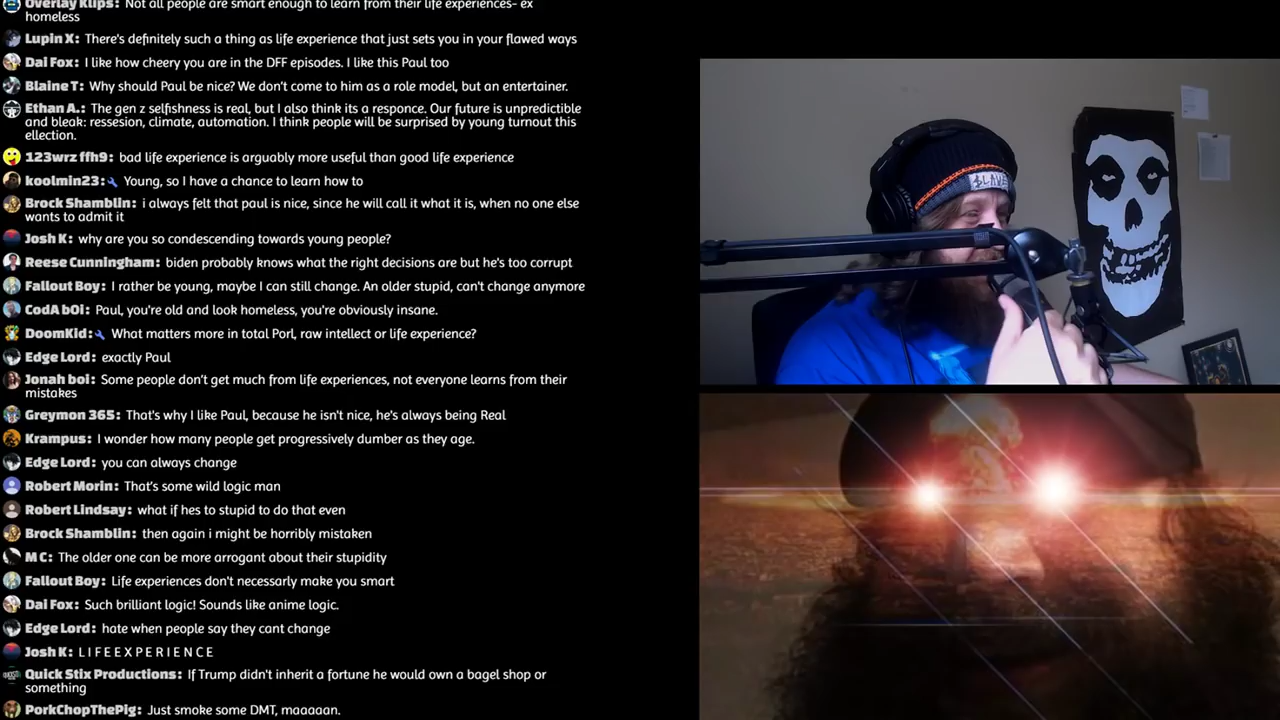 Overlay Klips: Not all people are smart enough to learn from their life experiences- ex
homeless
Lupin X: There's definitely such a thing as life experience that just sets you in your flawed ways
Dai Fox: I like how cheery you are in the DFF episodes. I like this Paul too
Blaine T: Why should Paul be nice? We don't come to him as a role model, but an entertainer.
Ethan A.: The gen z selfishness is real, but I also think its a responce. Our future is unpredictible
and bleak: ressesion, climate, automation. I think people will be surprised by young turnout this
ellection.
123wrz ffh9: bad life experience is arguably more useful than good life experience
koolmin23: Young, so I have a chance to learn how to
Brock Shamblin: i always felt that paul is nice, since he will call it what it is, when no one else
wants to admit it
Josh K: why are you so condescending towards young people?
Reese Cunningham: biden probably knows what the right decisions are but he's too corrupt
Fallout Boy: I rather be young, maybe I can still change. An older stupid, can't change anymore
CodA bOi: Paul, you're old and look homeless, you're obviously insane.
DoomKid: What matters more in total Porl, raw intellect or life experience?
Edge Lord: exactly Paul
Jonah boi: Some people don't get much from life experiences, not everyone learns from their
mistakes
Greymon 365: That's why I like Paul, because he isn't nice, he's always being Real
Krampus: I wonder how many people get progressively dumber as they age.
Edge Lord: you can always change
Robert Morin: That's some wild logic man
Robert Lindsay: what if hes to stupid to do that even
Brock Shamblin: then again i might be horribly mistaken
M C: The older one can be more arrogant about their stupidity
Fallout Boy: Life experiences don't necessarly make you smart
Dai Fox: Such brilliant logic! Sounds like anime logic.
Edge Lord: hate when people say they cant change
Josh K: L I F E E X P E R I E N C E
Quick Stix Productions: If Trump didn't inherit a fortune he would own a bagel shop or
something
PorkChopThePig: Just smoke some DMT, maaaaan.
SLAVE